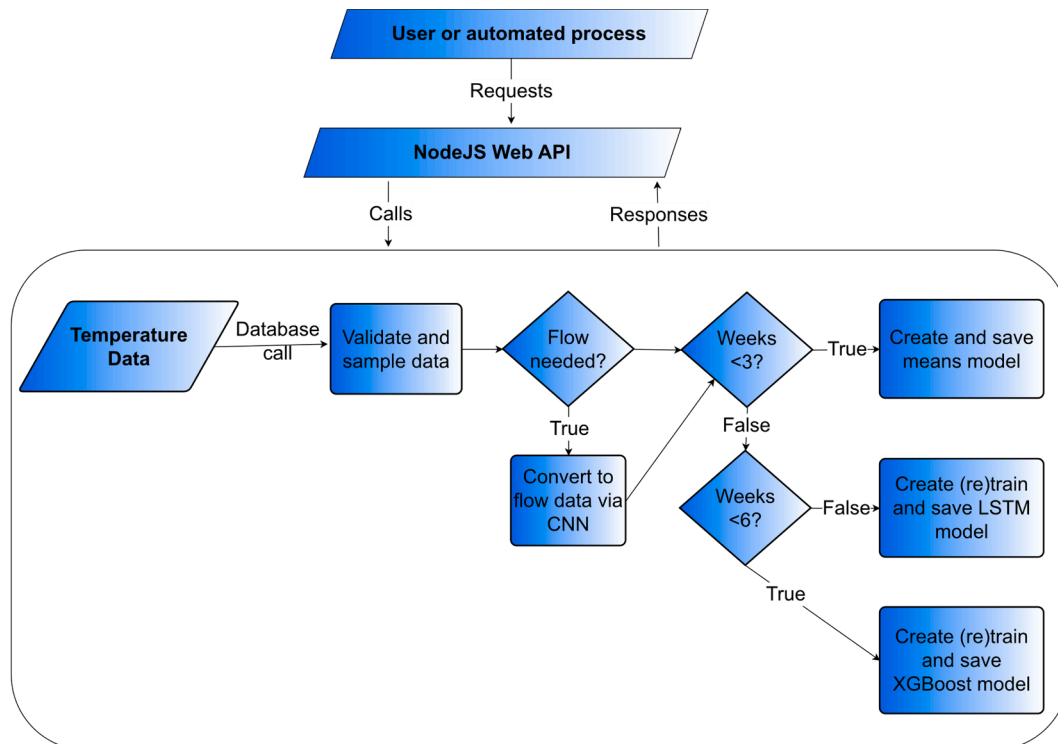 User or automated process
Requests
NodeJS Web API
Calls
Responses
Temperature
Data
Database
call
Validate and
sample data
Flow
needed?
True
Convert to
flow data via
CNN
Weeks
<3?
True
Create and save
means model
False
Weeks
<6?
False
Create (re)train
and save LSTM
model
True
Create (re)train
and save
XGBoost model